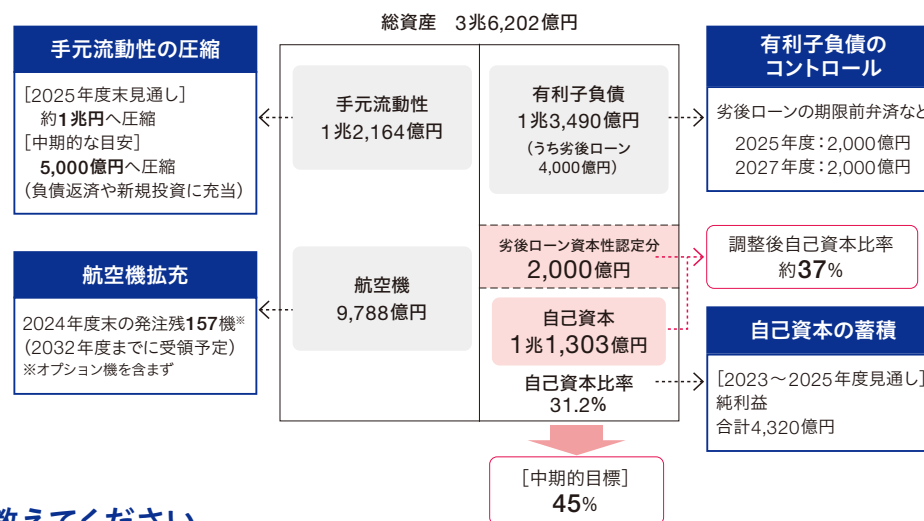 総資産 3兆6,202億円
手元流動性の圧縮
[2025年度末見通し]
約1兆円へ圧縮
[中期的な目安]
5,000億円へ圧縮
(負債返済や新規投資に充当)
航空機拡充
2024年度末の発注残157機※
(2032年度までに受領予定)
※オプション機を含まず
手元流動性
1兆2,164億円
航空機
9,788億円
有利子負債
1兆3,490億円
(うち劣後ローン
4,000億円)
劣後ローン資本性認定分
2,000億円
自己資本
1兆1,303億円
自己資本比率
31.2%
[中期的目標]
45%
有利子負債の
コントロール
劣後ローンの期限前弁済など
2025年度:2,000億円
2027年度:2,000億円
調整後自己資本比率
約37%
自己資本の蓄積
[2023〜2025年度見通し]
純利益
合計4,320億円
教えてください